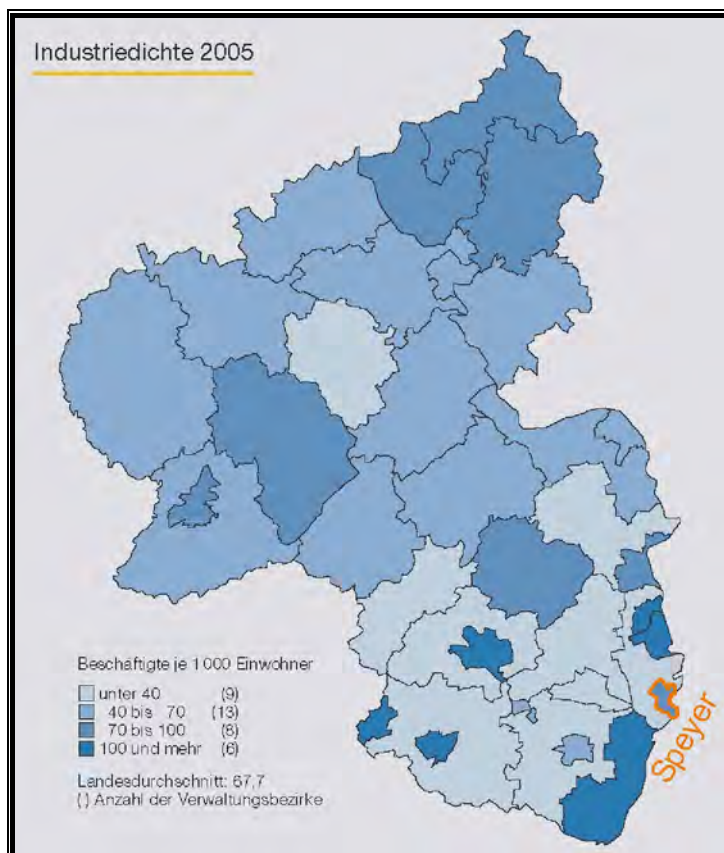 Industriedichte 2005
Speyer
Beschäftigte je 1 000 Einwohner
unter 40 (9)
40 bis 70 (13)
70 bis 100 (8)
100 und mehr (6)
Landesdurchschnitt: 67,7
( ) Anzahl der Verwaltungsbezirke